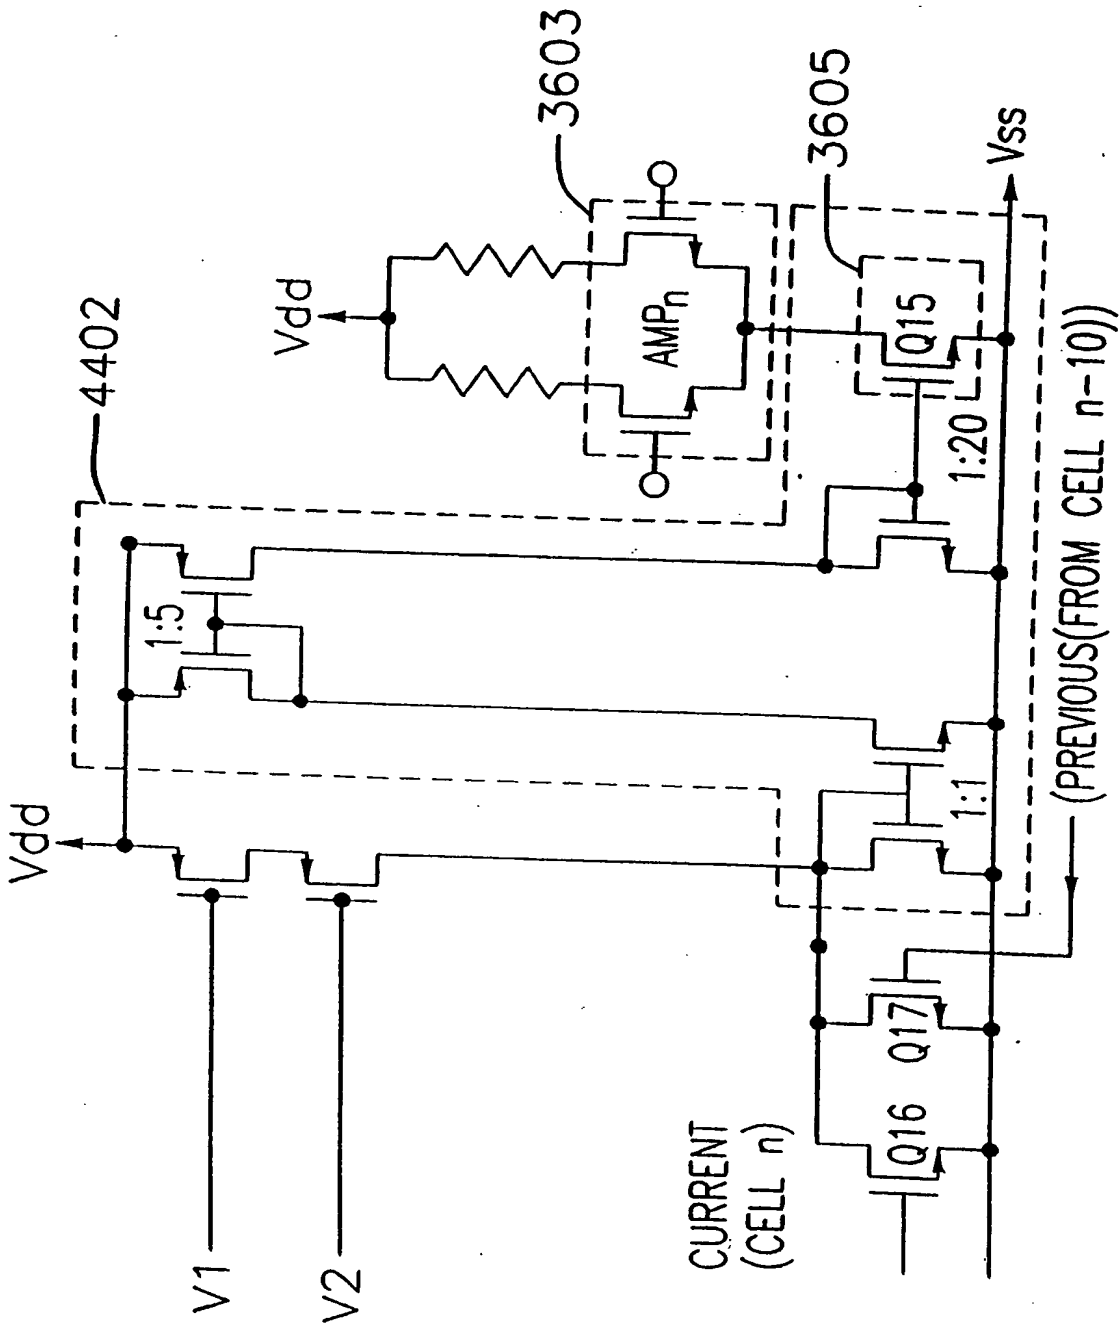 Vdd
4402
Vdd
3603
1:5
AMPn
3605
Q15
1:20
Vss
V1
V2
1:1
CURRENT
(CELL n)
Q16
Q17
(PREVIOUS(FROM CELL n-10))